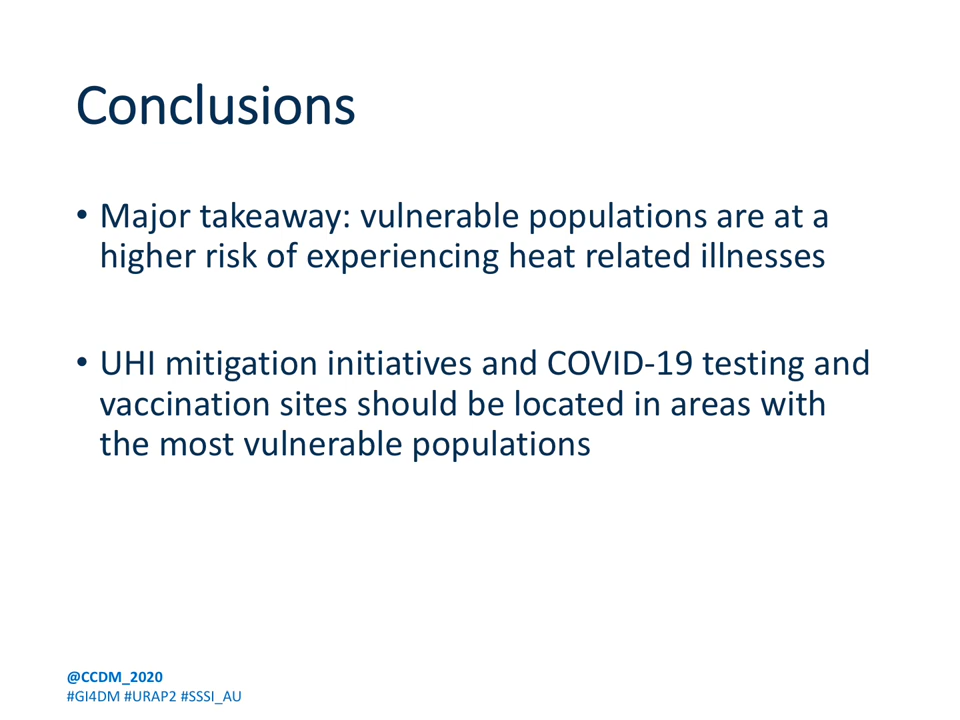 Conclusions
• Major takeaway: vulnerable populations are at a
higher risk of experiencing heat related illnesses
• UHI mitigation initiatives and COVID-19 testing and
vaccination sites should be located in areas with
the most vulnerable populations
@CCDM_2020
#GI4DM #URAP2 #SSSI_AU